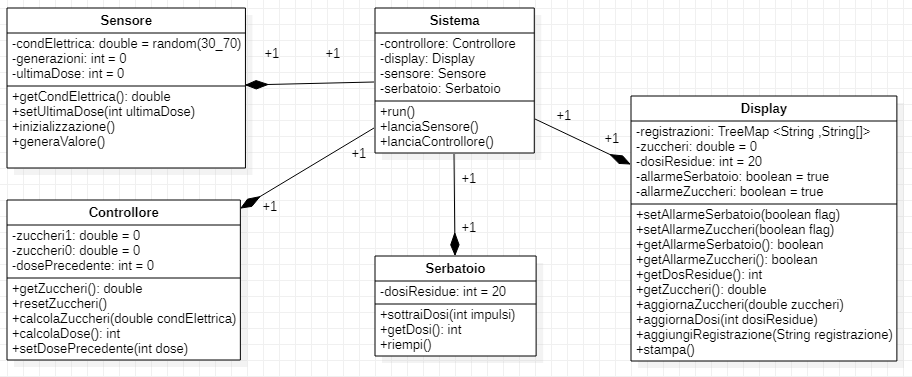 Sensore
-condElettrica: double = random(30_70)
-generazioni: int = 0
-ultimaDose: int = 0
+getCondElettrica(): double
+setUltimaDose(int ultimaDose)
+inizializzazione()
+generaValore()
+1
+1
Sistema
-controllore: Controllore
-display: Display
-sensore: Sensore
-serbatoio: Serbatoio
+run()
+lanciaSensore()
+lanciaControllore()
+1
+1
Display
-registrazioni: TreeMap <String ,String[]>
-zuccheri: double = 0
-dosiResidue: int = 20
-allarmeSerbatoio: boolean = true
-allarmeZuccheri: boolean = true
+setAllarmeSerbatoio(boolean flag)
+setAllarmeZuccheri(boolean flag)
+getAllarmeSerbatoio(): boolean
+getAllarmeZuccheri(): boolean
+getDosResidue(): int
+getZuccheri(): double
+aggiornaZuccheri(double zuccheri)
+aggiornaDosi(int dosiResidue)
+aggiungiRegistrazione(String registrazione)
+stampa()
+1
+1
Controllore
-zuccheri1: double = 0
-zuccheri0: double = 0
-dosePrecedente: int = 0
+getZuccheri(): double
+resetZuccheri()
+calcolaZuccheri(double condElettrica)
+calcolaDose(): int
+setDosePrecedente(int dose)
+1
+1
Serbatoio
-dosiResidue: int = 20
+sottraiDosi(int impulsi)
+getDosi(): int
+riempi()